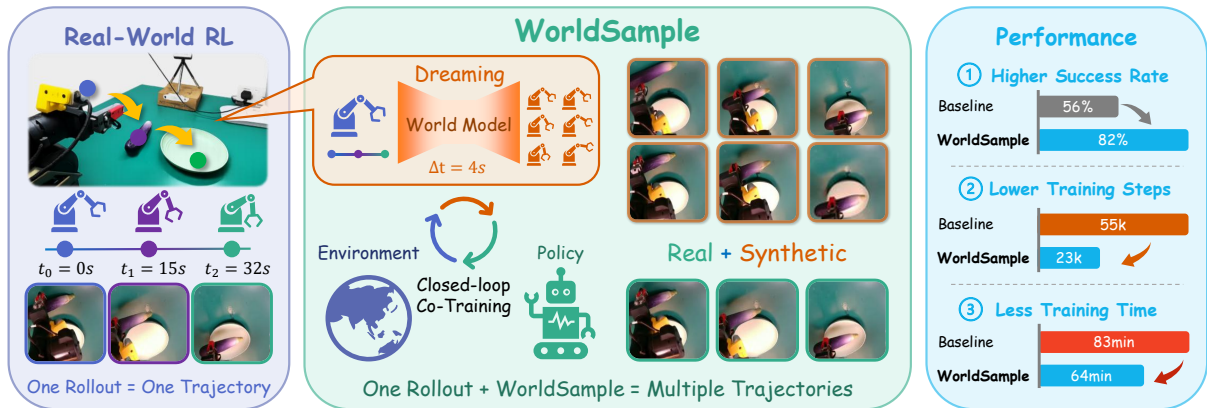 Real-World RL
t₀ = 0s
t₁ = 15s
t₂ = 32s
One Rollout = One Trajectory
WorldSample
Dreaming
World Model
Δt = 4s
Environment
Policy
Closed-loop
Co-Training
Real + Synthetic
One Rollout + WorldSample = Multiple Trajectories
Performance
1 Higher Success Rate
Baseline 56%
WorldSample 82%
2 Lower Training Steps
Baseline 55k
WorldSample 23k
3 Less Training Time
Baseline 83min
WorldSample 64min